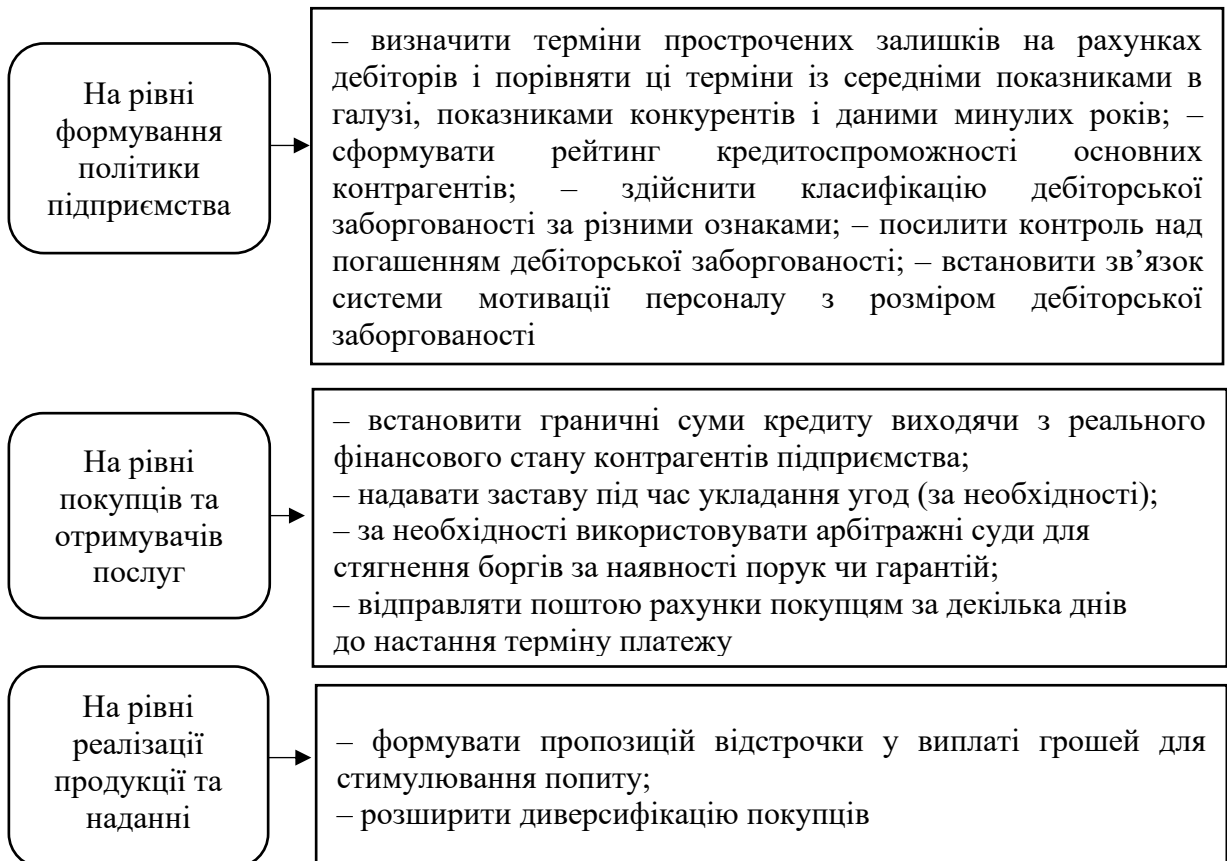 На рівні
формування
політики
підприємства
– визначити терміни прострочених залишків на рахунках
дебіторів і порівняти ці терміни із середніми показниками в
галузі, показниками конкурентів і даними минулих років; –
сформувати рейтинг кредитоспроможності основних
контрагентів; – здійснити класифікацію дебіторської
заборгованості за різними ознаками; – посилити контроль над
погашенням дебіторської заборгованості; – встановити зв’язок
системи мотивації персоналу з розміром дебіторської
заборгованості
На рівні
покупців та
отримувачів
послуг
– встановити граничні суми кредиту виходячи з реального
фінансового стану контрагентів підприємства;
– надавати заставу під час укладання угод (за необхідності);
– за необхідності використовувати арбітражні суди для
стягнення боргів за наявності порук чи гарантій;
– відправляти поштою рахунки покупцям за декілька днів
до настання терміну платежу
На рівні
реалізації
продукції та
наданні
– формувати пропозицій відстрочки у виплаті грошей для
стимулювання попиту;
– розширити диверсифікацію покупців